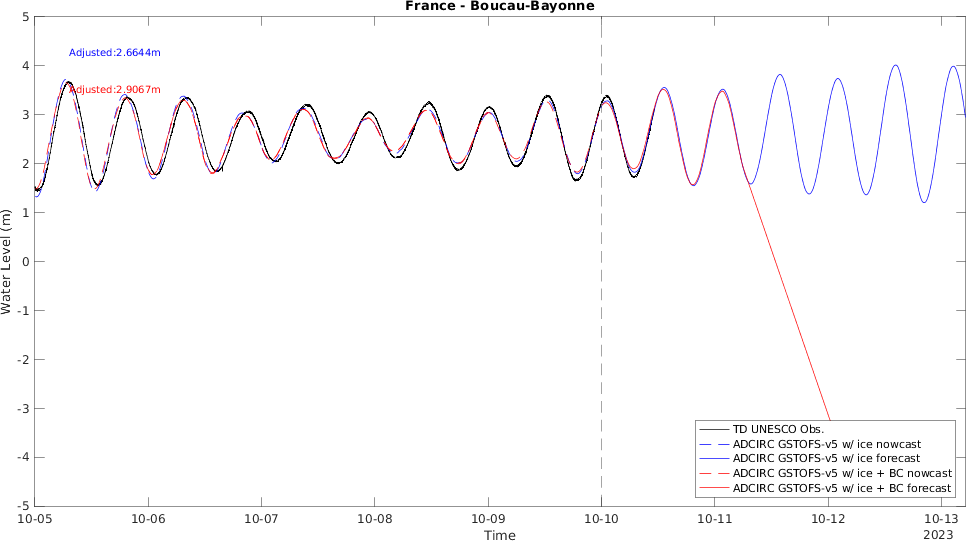 France - Boucau-Bayonne
Adjusted:2.6644m
Adjusted:2.9067m
Water Level (m)
5
4
3
2
1
0
-1
-2
-3
-4
-5
TD UNESCO Obs.
ADCIRC GSTOFS-v5 w/ ice nowcast
ADCIRC GSTOFS-v5 w/ ice forecast
ADCIRC GSTOFS-v5 w/ ice + BC nowcast
ADCIRC GSTOFS-v5 w/ ice + BC forecast
10-05 10-06 10-07 10-08 10-09 10-10 10-11 10-12 10-13
2023
Time